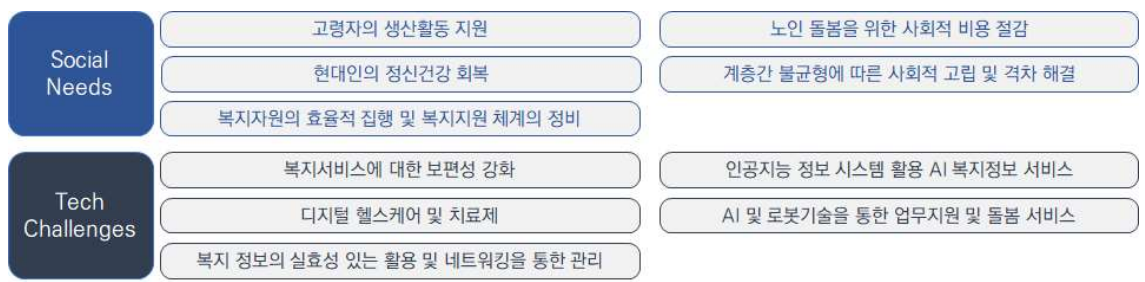 Social
Needs
고령자의 생산활동 지원
노인 돌봄을 위한 사회적 비용 절감
현대인의 정신건강 회복
계층간 불균형에 따른 사회적 고립 및 격차 해결
복지자원의 효율적 집행 및 복지지원 체계의 정비
Tech
Challenges
복지서비스에 대한 보편성 강화
인공지능 정보 시스템 활용 AI 복지정보 서비스
디지털 헬스케어 및 치료제
AI 및 로봇기술을 통한 업무지원 및 돌봄 서비스
복지 정보의 실효성 있는 활용 및 네트워킹을 통한 관리